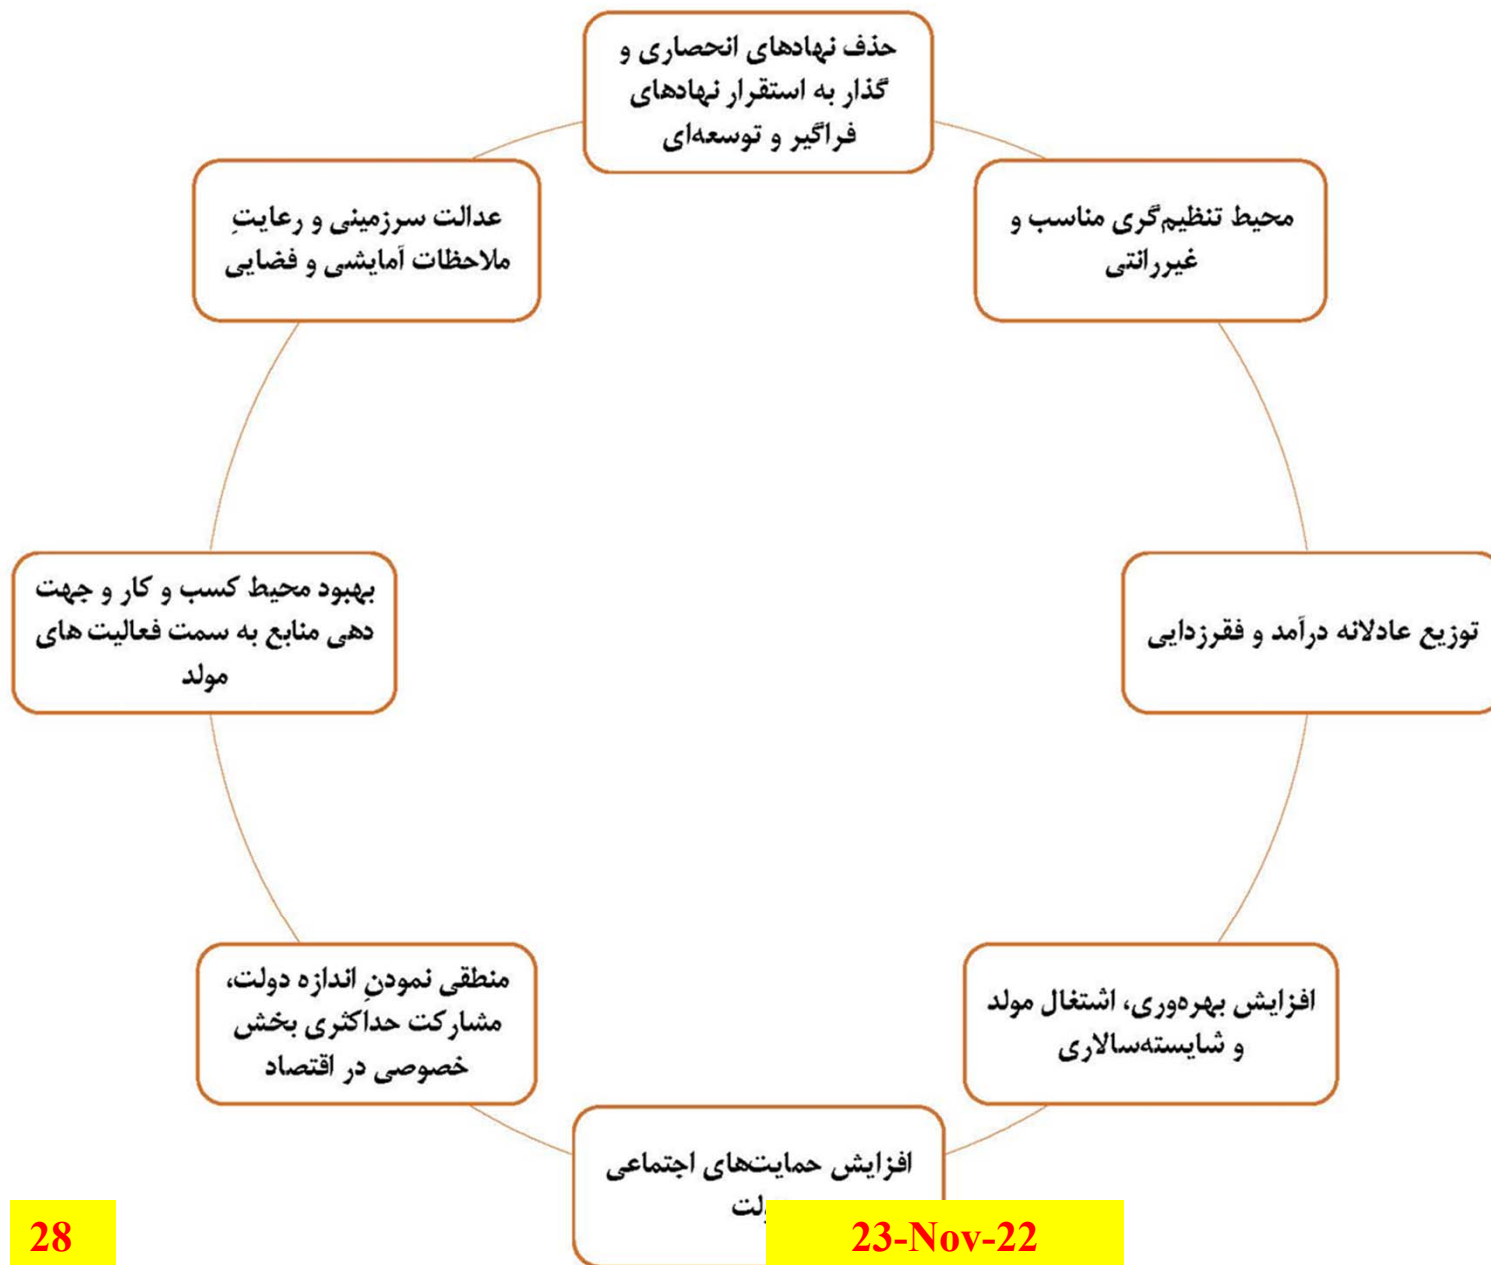 حذف نهادهای انحصاری و
گذار به استقرار نهادهای
فراگیر و توسعه‌ای
محیط تنظیم‌گری مناسب و
غیررانتی
توزیع عادلانه درآمد و فقرزدایی
افزایش بهره‌وری، اشتغال مولد
و شایسته‌سالاری
افزایش حمایت‌های اجتماعی
منطقی نمودنِ اندازه دولت،
مشارکت حداکثری بخش
خصوصی در اقتصاد
بهبود محیط کسب و کار و جهت
دهی منابع به سمت فعالیت های
مولد
عدالت سرزمینی و رعایتِ
ملاحظات آمایشی و فضایی
28
23-Nov-22